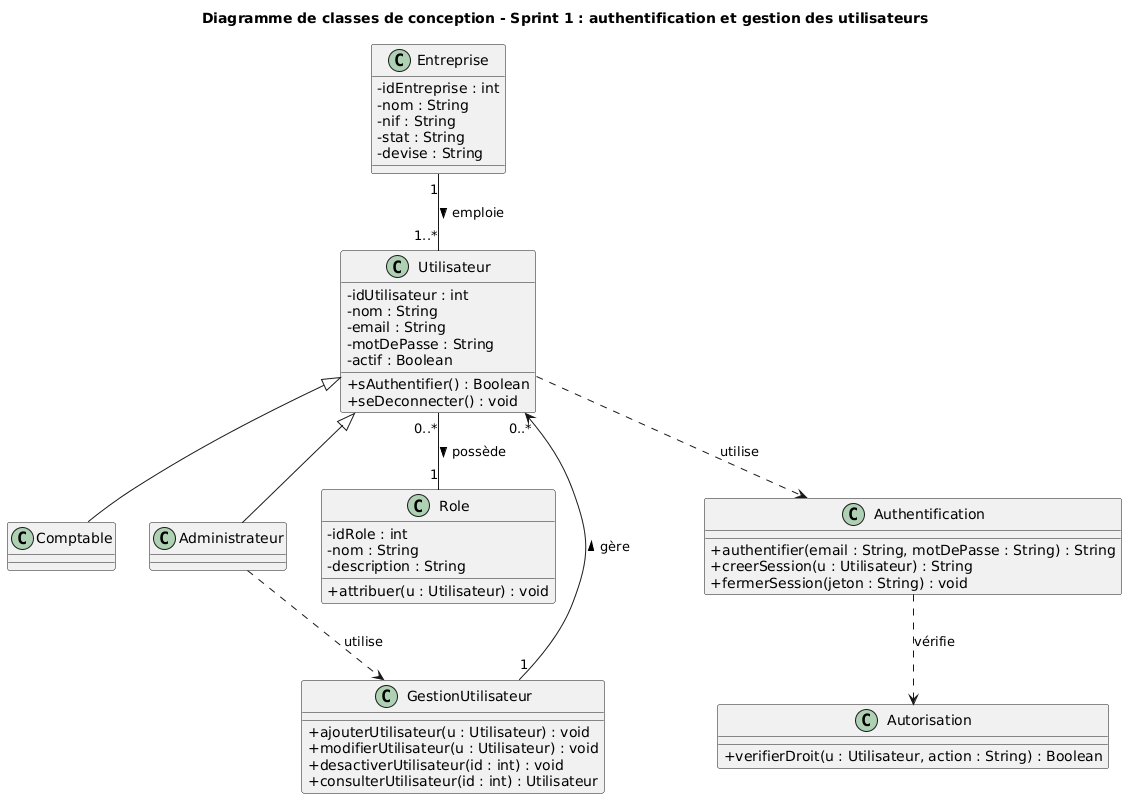 Diagramme de classes de conception - Sprint 1 : authentification et gestion des utilisateurs
C Entreprise
-idEntreprise : int
-nom : String
-nif : String
-stat : String
-devise : String
1
emploie
1..*
C Utilisateur
-idUtilisateur : int
-nom : String
-email : String
-motDePasse : String
-actif : Boolean
+sAuthentifier() : Boolean
+seDeconnecter() : void
0..*
0..*
possède
utilise
1
C Comptable
C Administrateur
C Role
-idRole : int
-nom : String
-description : String
+attribuer(u : Utilisateur) : void
gère
C Authentification
+authentifier(email : String, motDePasse : String) : String
+creerSession(u : Utilisateur) : String
+fermerSession(jeton : String) : void
utilise
vérifie
1
C GestionUtilisateur
+ajouterUtilisateur(u : Utilisateur) : void
+modifierUtilisateur(u : Utilisateur) : void
+desactiverUtilisateur(id : int) : void
+consulterUtilisateur(id : int) : Utilisateur
C Autorisation
+verifierDroit(u : Utilisateur, action : String) : Boolean